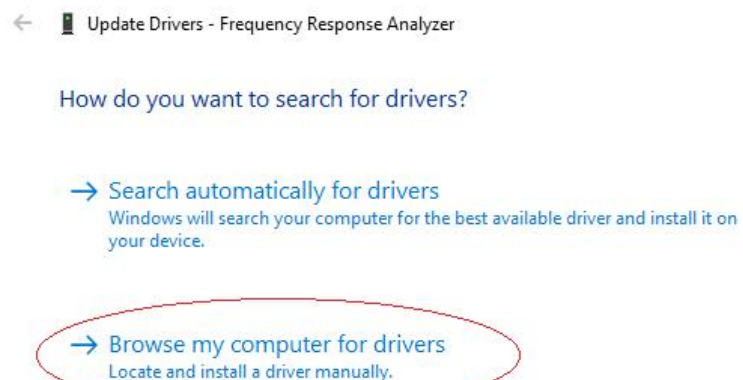 Update Drivers - Frequency Response Analyzer
How do you want to search for drivers?
Search automatically for drivers
Windows will search your computer for the best available driver and install it on
your device.
Browse my computer for drivers
Locate and install a driver manually.